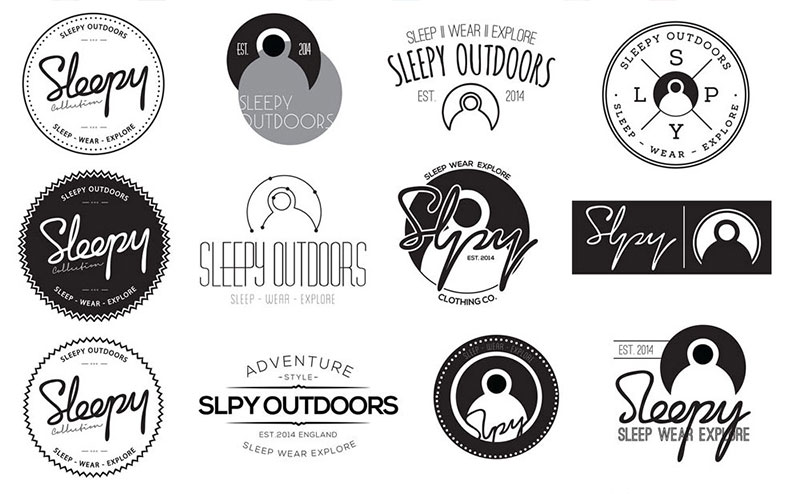 SLEEPY OUTDOORS
Sleepy
Collection
SLEEP - WEAR - EXPLORE
EST. 2014
SLEEPY
OUTDOORS
SLEEP || WEAR || EXPLORE
SLEEPY OUTDOORS
EST. 2014
SLEEPY OUTDOORS
S
L P
Y
SLEEP - WEAR - EXPLORE
SLEEPY OUTDOORS
Sleepy
Collection
SLEEP - WEAR - EXPLORE
SLEEPY OUTDOORS
SLEEP - WEAR - EXPLORE
SLEEP WEAR EXPLORE
Slpy
EST. 2014
CLOTHING CO.
Slpy
SLEEPY OUTDOORS
Sleepy
Collection
SLEEP - WEAR - EXPLORE
ADVENTURE
-STYLE-
SLPY OUTDOORS
EST.2014 ENGLAND
SLEEP WEAR EXPLORE
SLEEP - WEAR - EXPLORE
Slpy
EST. 2014
Sleepy
SLEEP WEAR EXPLORE